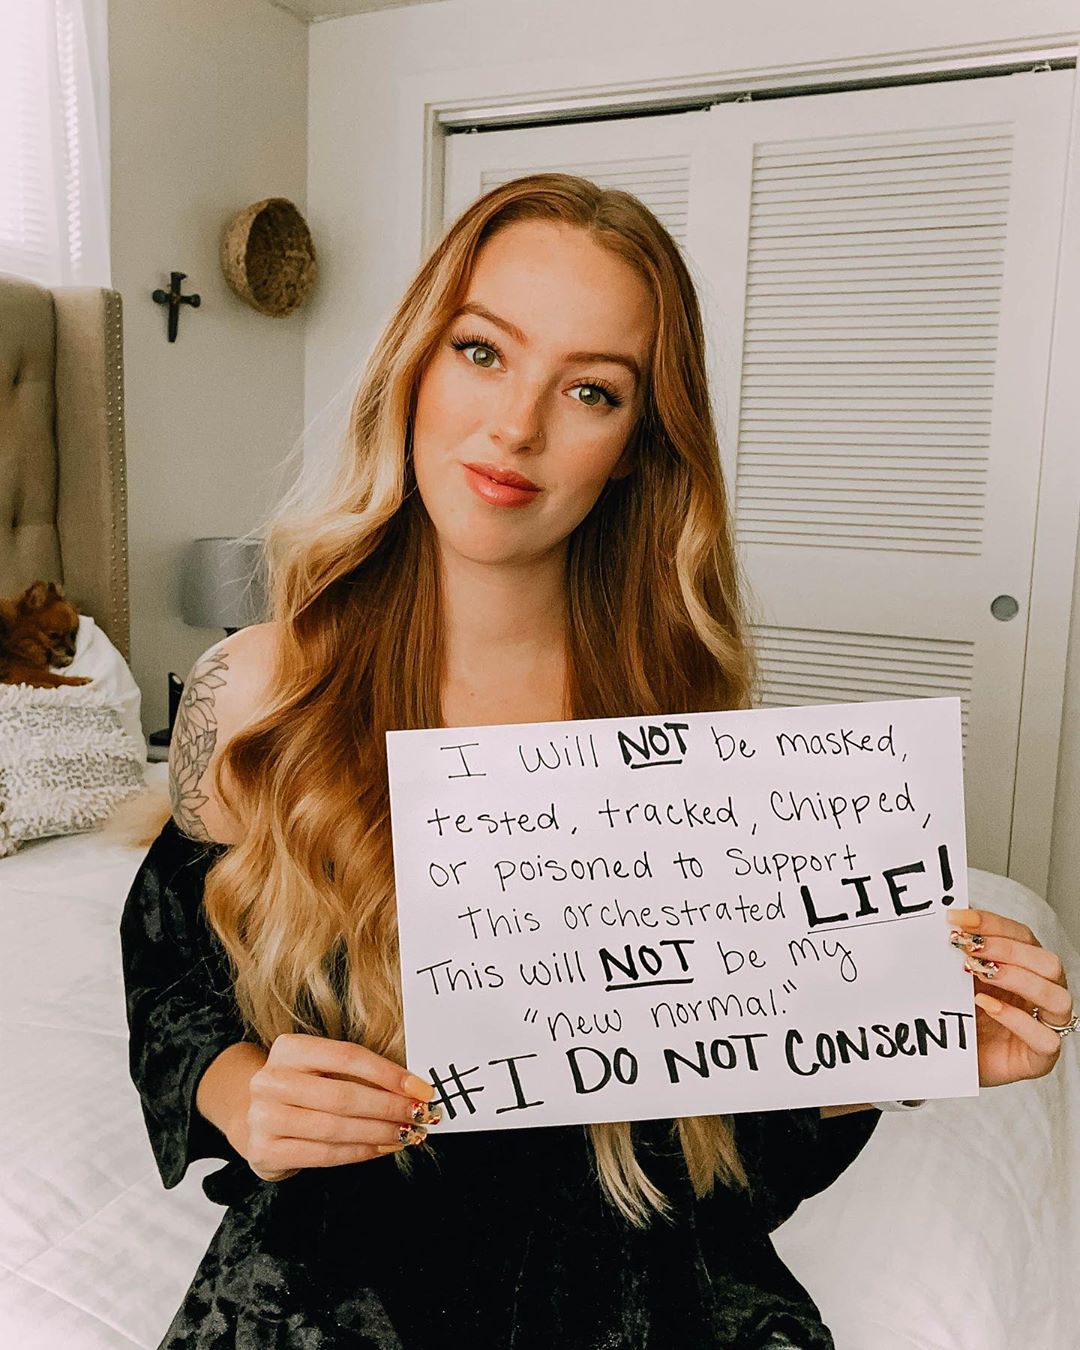 I will NOT be masked,
tested, tracked, Chipped,
or poisoned to Support
this orchestrated LIE!
This will NOT be my
"new normal."
#I DO NOT CONSENT